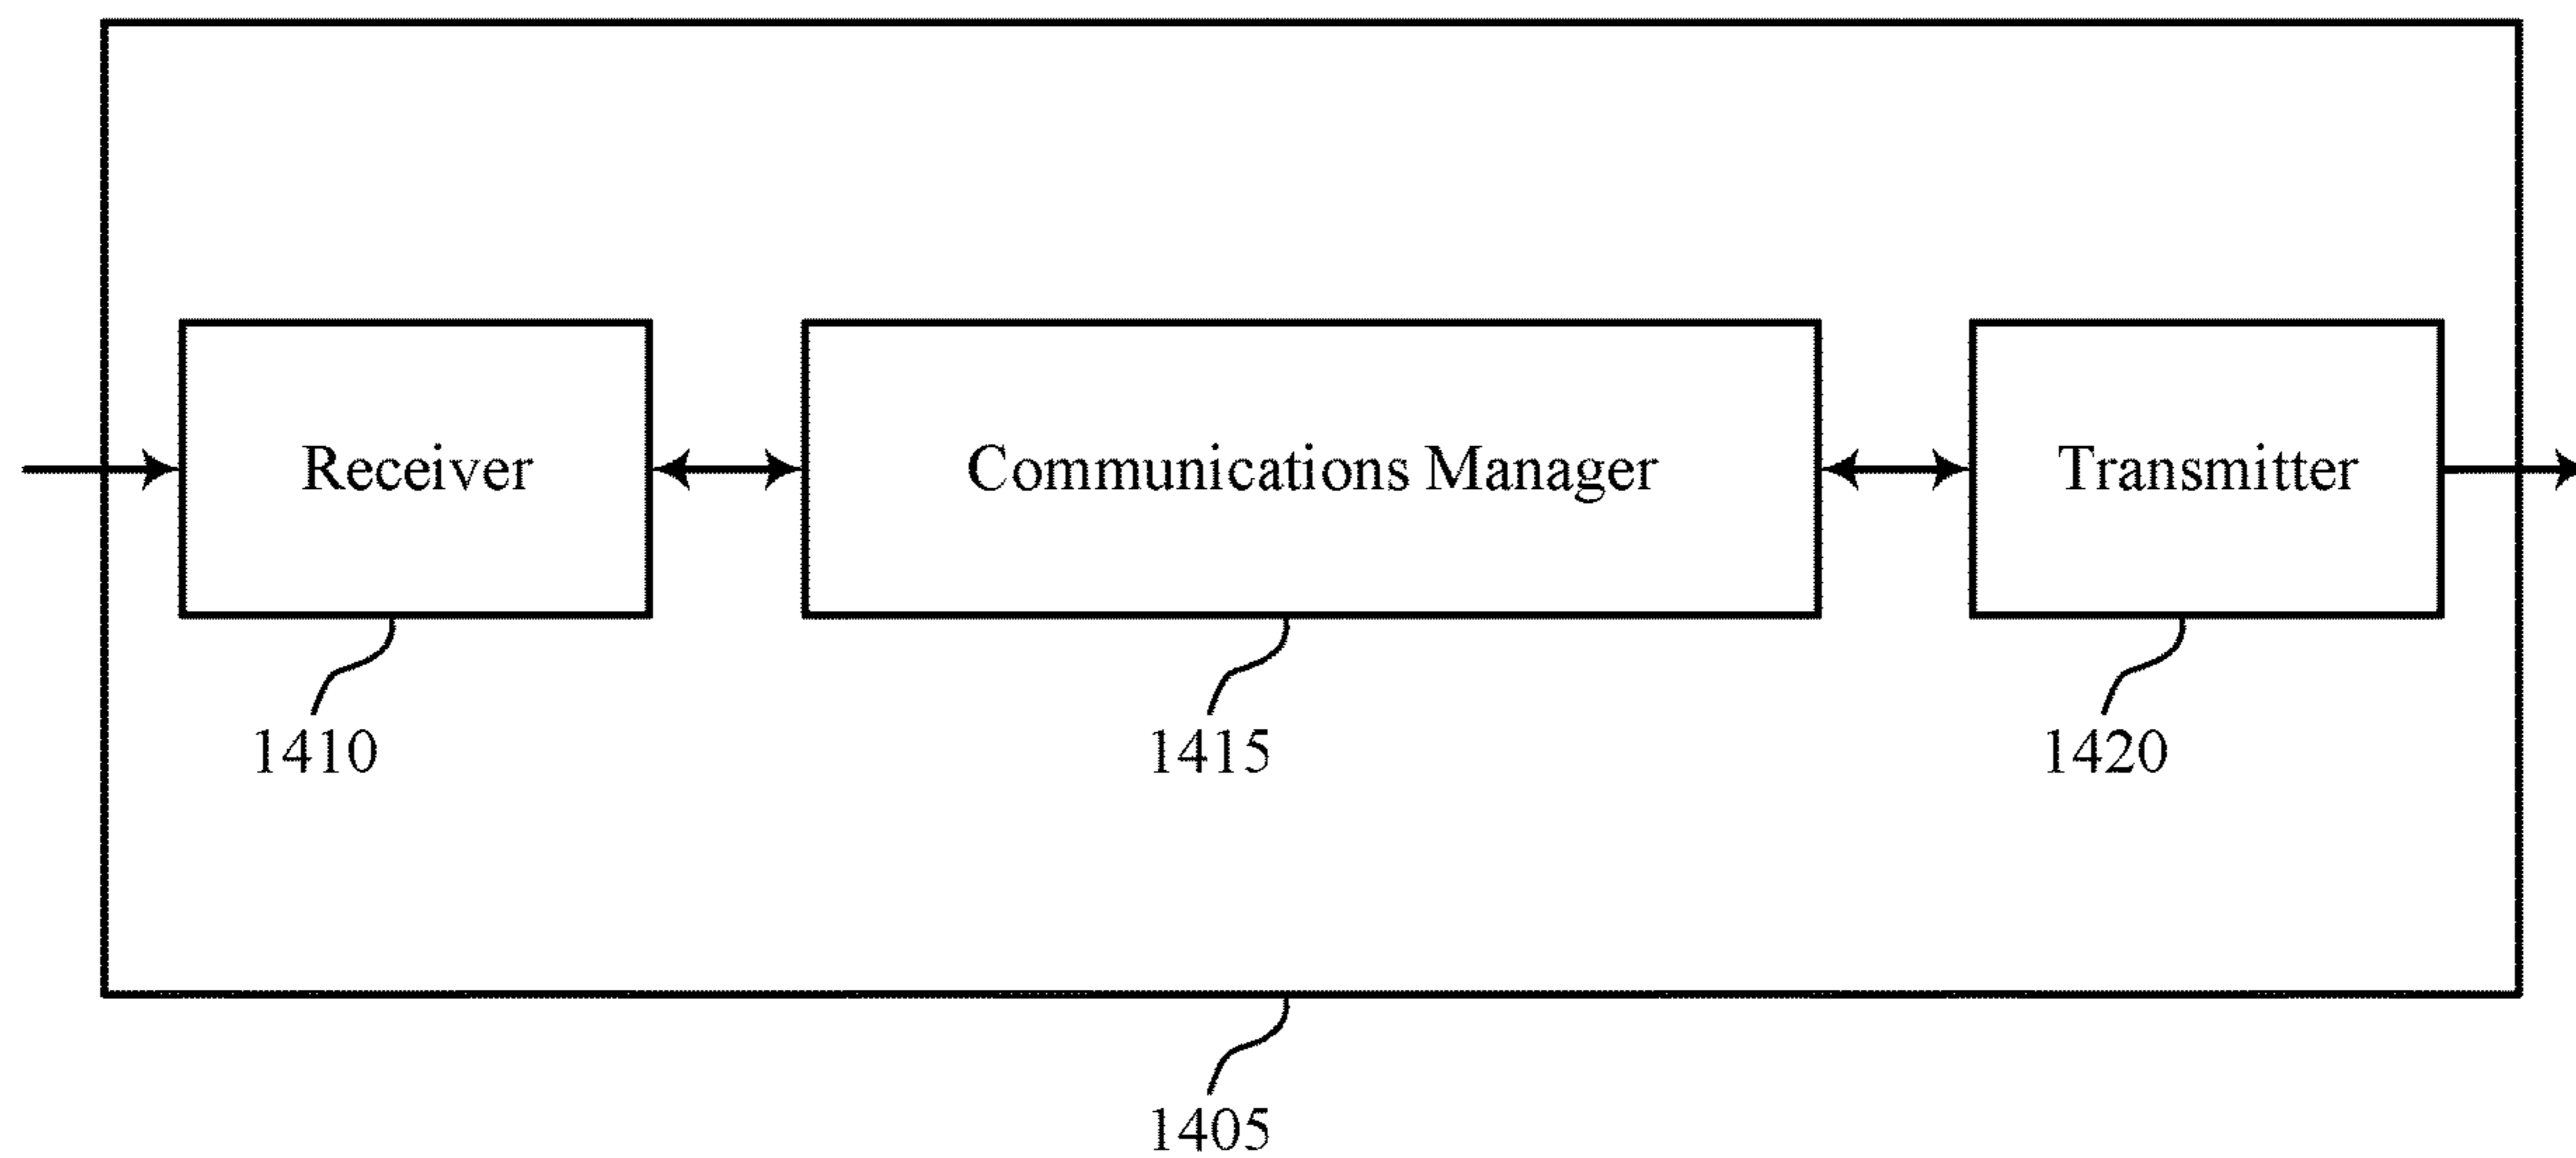 Receiver
Communications Manager
Transmitter
1410
1415
1420
1405